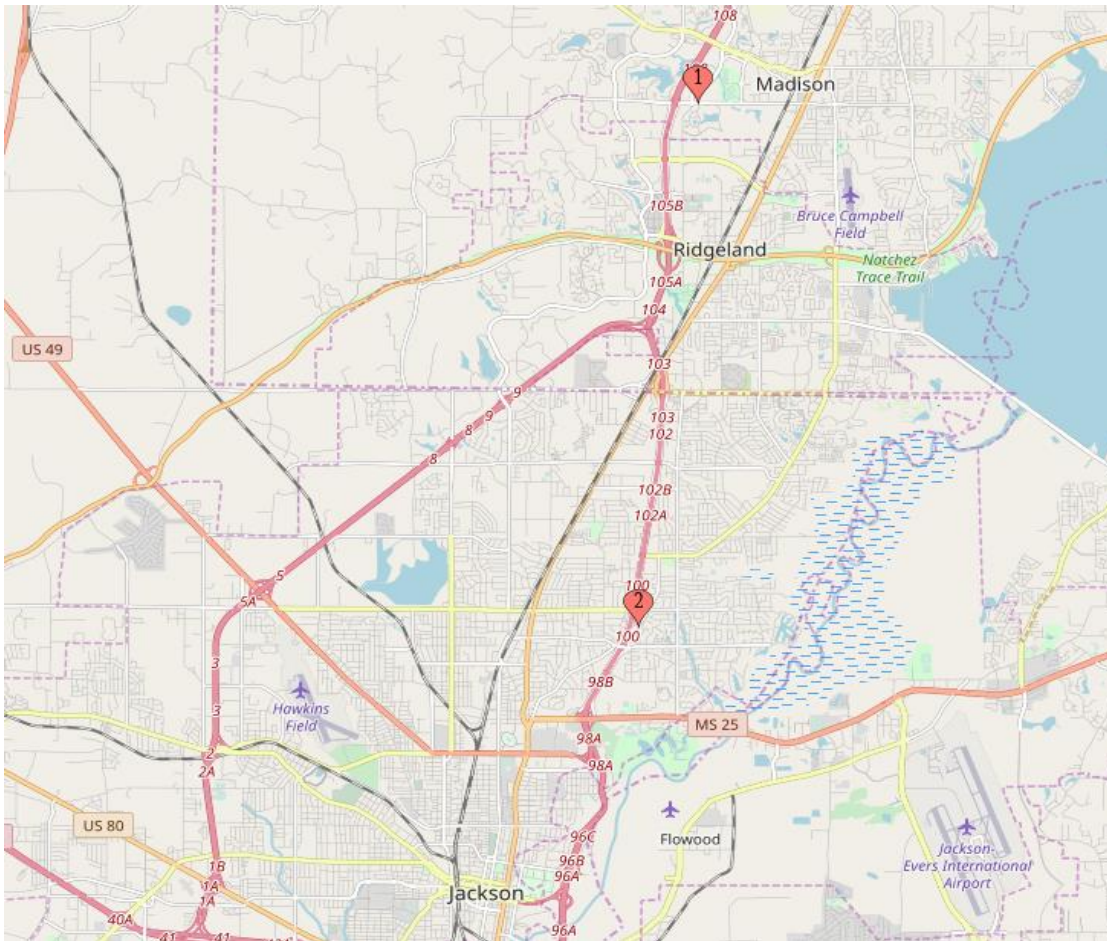 108
1
Madison
105B
Bruce Campbell
Field
Ridgeland
Natchez
Trace Trail
105A
104
US 49
103
9
9
103
8
102
8
102B
102A
5
100
5A
2
100
3
98B
Hawkins
Field
3
MS 25
98A
2
98A
2A
US 80
96C
Flowood
Jackson-
Evers International
Airport
96B
1B
96A
1A
Jackson
1A
40A
96A
41
41